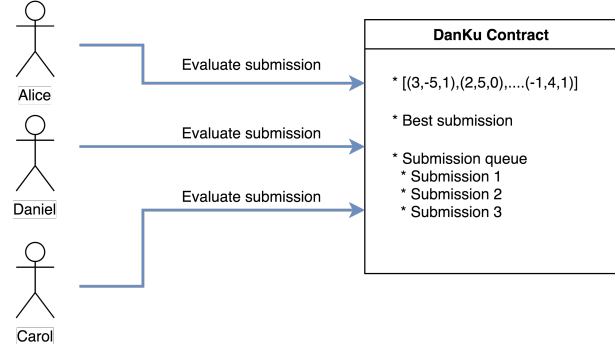 Alice
Evaluate submission
Daniel
Evaluate submission
Carol
Evaluate submission
DanKu Contract
* [(3,-5,1),(2,5,0),....(-1,4,1)]
* Best submission
* Submission queue
* Submission 1
* Submission 2
* Submission 3